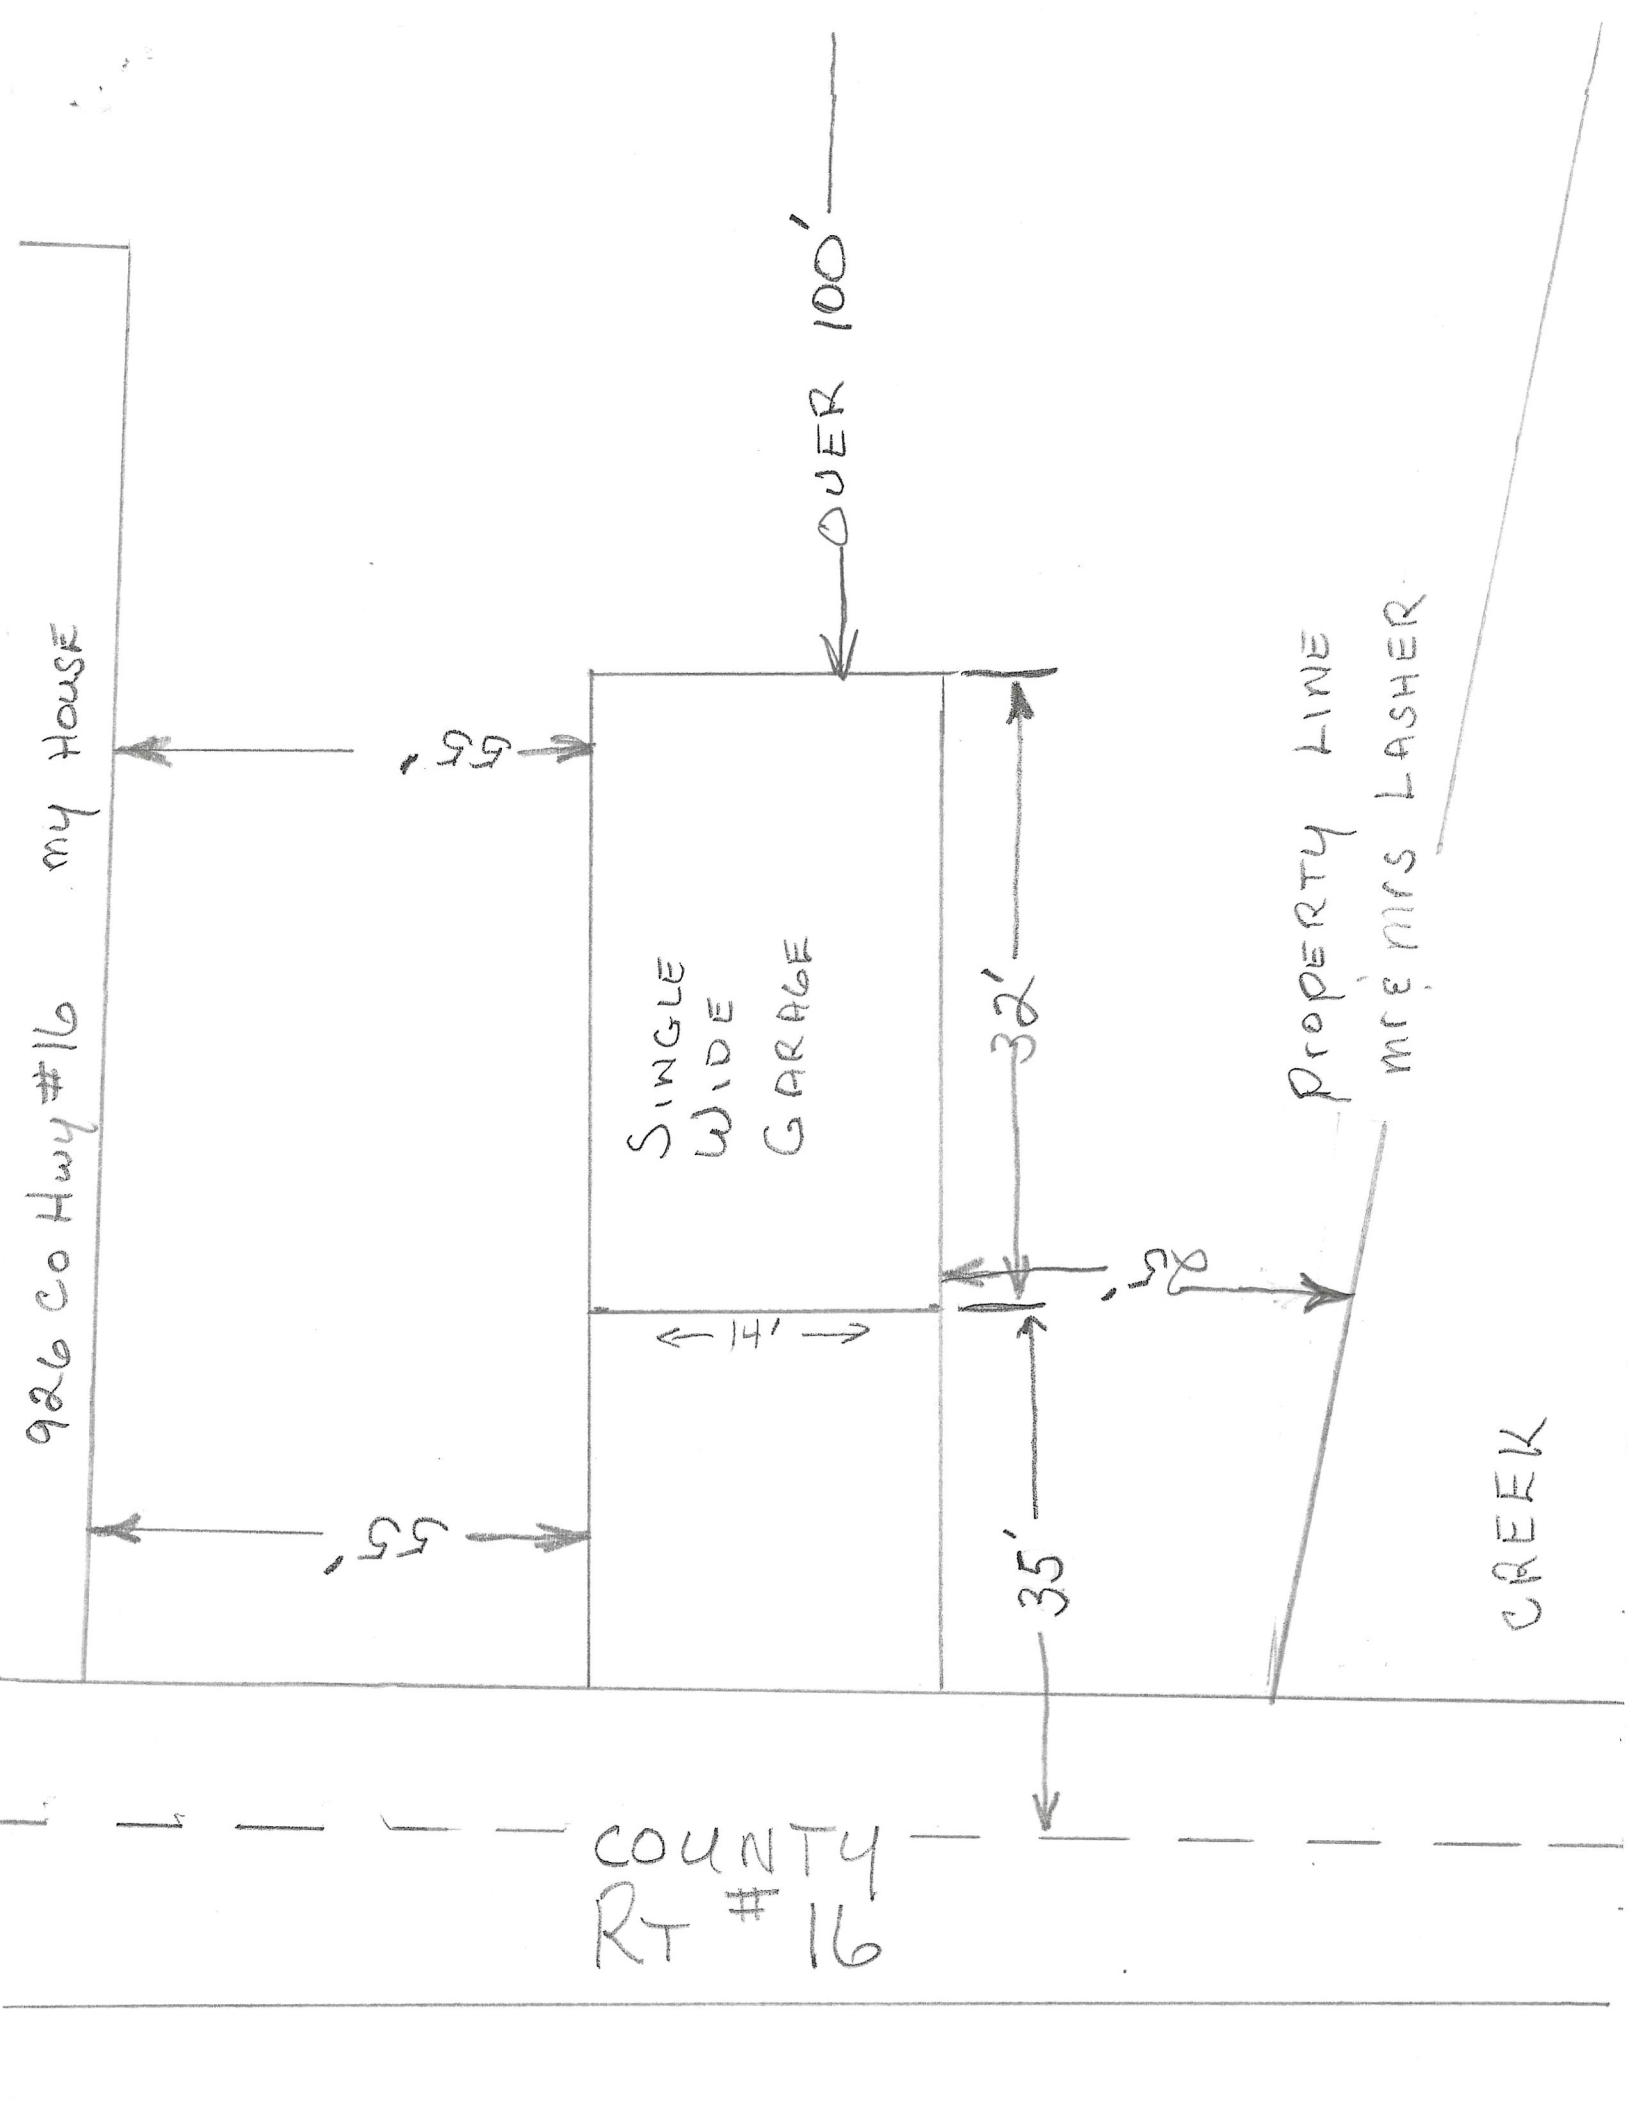 926 CO Hwy #16 my HOUSE
55'
55'
OVER 100'
SINGLE
WIDE
GARAGE
14'
32'
35'
25'
PrOPERTY LINE
mr & mrs LASHER
CREEK
COUNTY
RT # 16